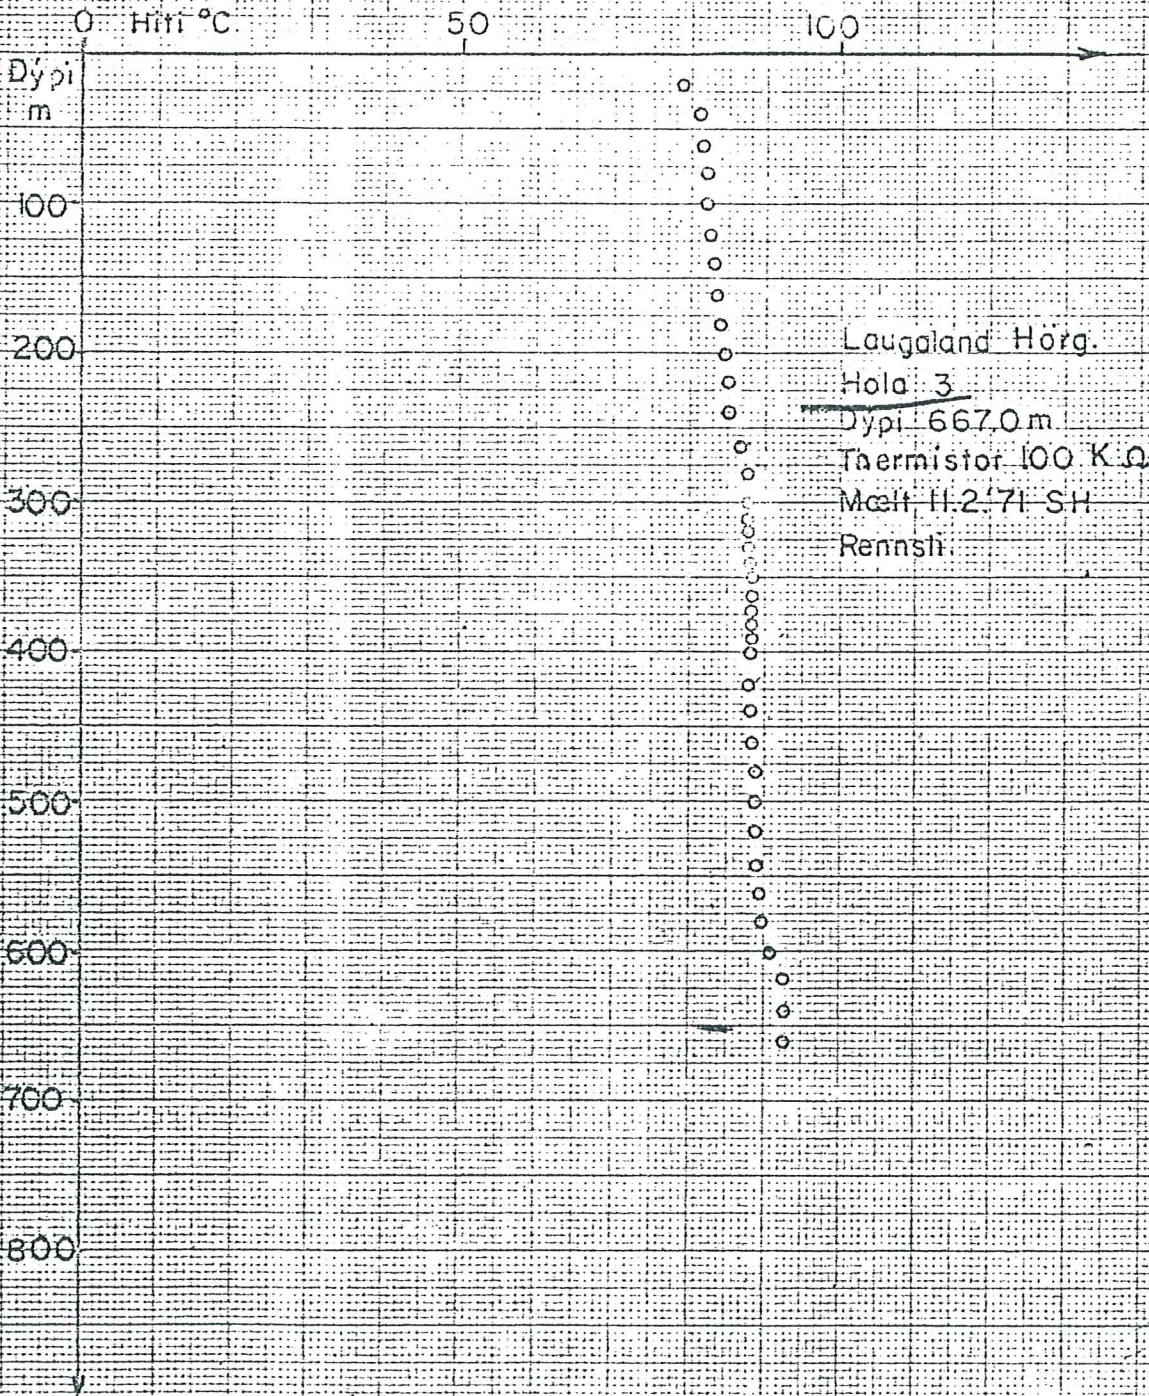 0 Hiti °C 50 100
Dýpi
m
100
200
300
400
500
600
700
800
Laugaland Hörg.
Hola 3
Dýpi 667,0 m
Thermistor 100 K Ω
Mælt 11.2.'71 SH
Rennsli.